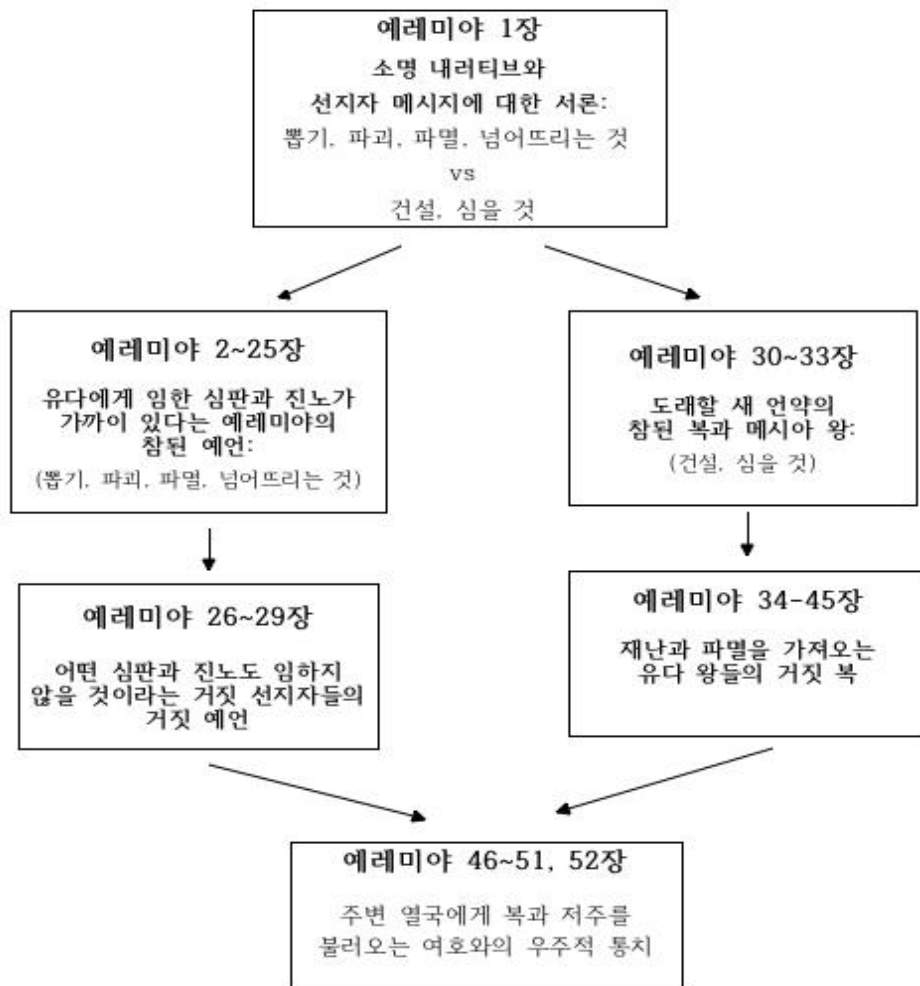 예레미야 1장
소명 내러티브와
선지자 메시지에 대한 서론:
뽑기, 파괴, 파멸, 넘어뜨리는 것
vs
건설, 심을 것
예레미야 2~25장
유다에게 임한 심판과 진노가
가까이 있다는 예레미야의
참된 예언:
(뽑기, 파괴, 파멸, 넘어뜨리는 것)
예레미야 30~33장
도래할 새 언약의
참된 복과 메시아 왕:
(건설, 심을 것)
예레미야 26~29장
어떤 심판과 진노도 임하지
않을 것이라는 거짓 선지자들의
거짓 예언
예레미야 34-45장
재난과 파멸을 가져오는
유다 왕들의 거짓 복
예레미야 46~51, 52장
주변 열국에게 복과 저주를
불러오는 여호와의 우주적 통치